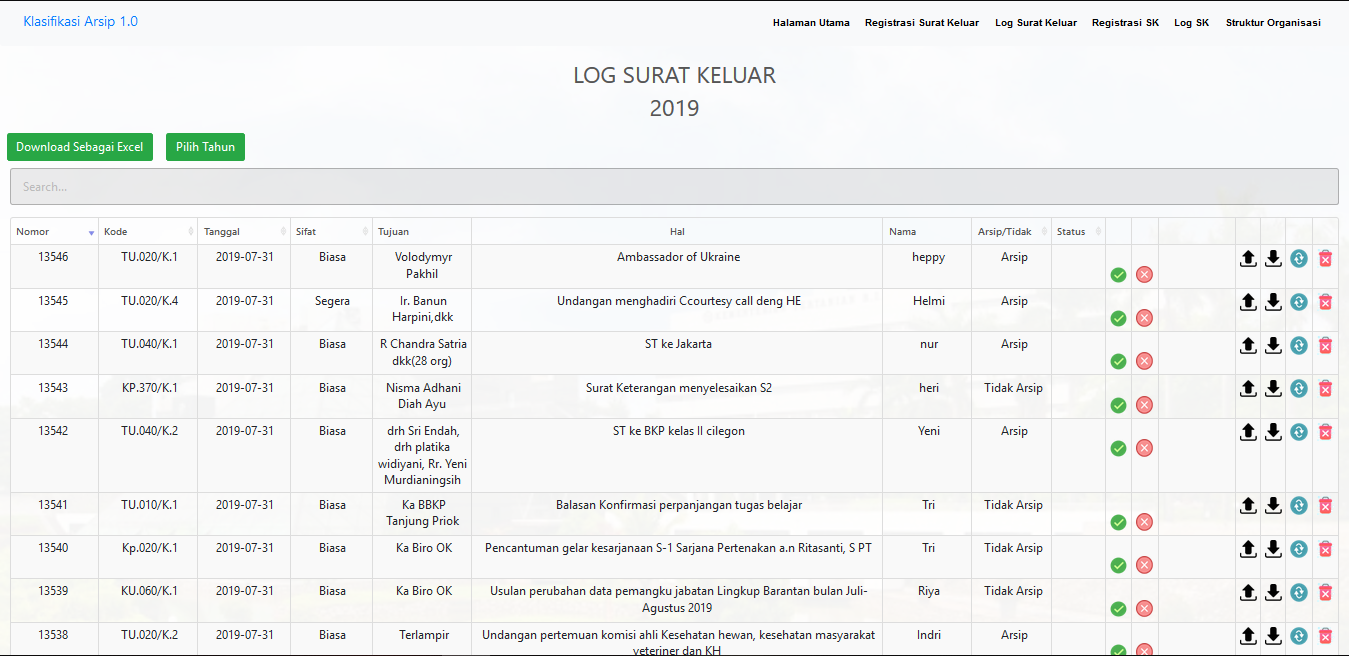 Klasifikasi Arsip 1.0
Halaman Utama Registrasi Surat Keluar Log Surat Keluar Registrasi SK Log SK Struktur Organisasi
LOG SURAT KELUAR
2019
Download Sebagai Excel Pilih Tahun
Search...
Nomor Kode Tanggal Sifat Tujuan Hal Nama Arsip/Tidak Status
13546 TU.020/K.1 2019-07-31 Biasa Volodymyr Ambassador of Ukraine heppy Arsip
Pakhil
13545 TU.020/K.4 2019-07-31 Segera Ir. Banun Undangan menghadiri Ccourtesy call deng HE Helmi Arsip
Harpini,dkk
13544 TU.040/K.1 2019-07-31 Biasa R Chandra Satria ST ke Jakarta nur Arsip
dkk(28 org)
13543 KP.370/K.1 2019-07-31 Biasa Nisma Adhani Surat Keterangan menyelesaikan S2 heri Tidak Arsip
Diah Ayu
13542 TU.040/K.2 2019-07-31 Biasa drh Sri Endah, ST ke BKP kelas II cilegon Yeni Arsip
drh platika
widiyani, Rr. Yeni
Murdianingsih
13541 TU.010/K.1 2019-07-31 Biasa Ka BBKP Balasan Konfirmasi perpanjangan tugas belajar Tri Tidak Arsip
Tanjung Priok
13540 Kp.020/K.1 2019-07-31 Biasa Ka Biro OK Pencantuman gelar kesarjanaan S-1 Sarjana Pertenakan a.n Ritasanti, S PT Tri Tidak Arsip
13539 KU.060/K.1 2019-07-31 Biasa Ka Biro OK Usulan perubahan data pemangku jabatan Lingkup Barantan bulan Juli- Riya Tidak Arsip
Agustus 2019
13538 TU.020/K.2 2019-07-31 Biasa Terlampir Undangan pertemuan komisi ahli Kesehatan hewan, kesehatan masyarakat Indri Arsip
veteriner dan KH